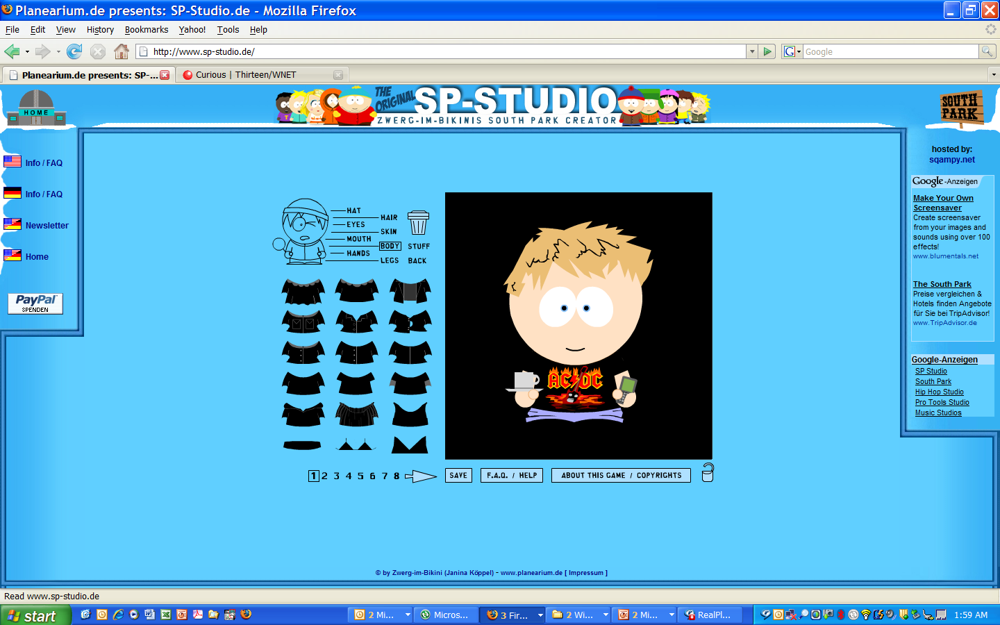 Planearium.de presents: SP-Studio.de - Mozilla Firefox
File Edit View History Bookmarks Yahoo! Tools Help
http://www.sp-studio.de/
G Google
Planearium.de presents: SP-...
Curious | Thirteen/WNET
HOME
THE ORIGINAL SP-STUDIO
ZWERG-IM-BIKINIS SOUTH PARK CREATOR
SOUTH PARK
Info / FAQ
Info / FAQ
Newsletter
Home
PayPal
SPENDEN
HAT
HAIR
EYES
SKIN
MOUTH
BODY STUFF
HANDS
LEGS BACK
AC DC
1 2 3 4 5 6 7 8
SAVE F.A.Q. / HELP ABOUT THIS GAME / COPYRIGHTS
hosted by:
sqampy.net
Google-Anzeigen
Make Your Own
Screensaver
Create screensaver
from your images and
sounds using over 100
effects!
www.blumentals.net
The South Park
Preise vergleichen &
Hotels finden Angebote
für Sie bei TripAdvisor!
www.TripAdvisor.de
Google-Anzeigen
SP Studio
South Park
Hip Hop Studio
Pro Tools Studio
Music Studios
© by Zwerg-im-Bikini (Janina Köppel) - www.planearium.de [ Impressum ]
Read www.sp-studio.de
start
2 Mi...
Micros...
3 Fir...
2 Wi...
2 Mi...
RealPl...
1:59 AM